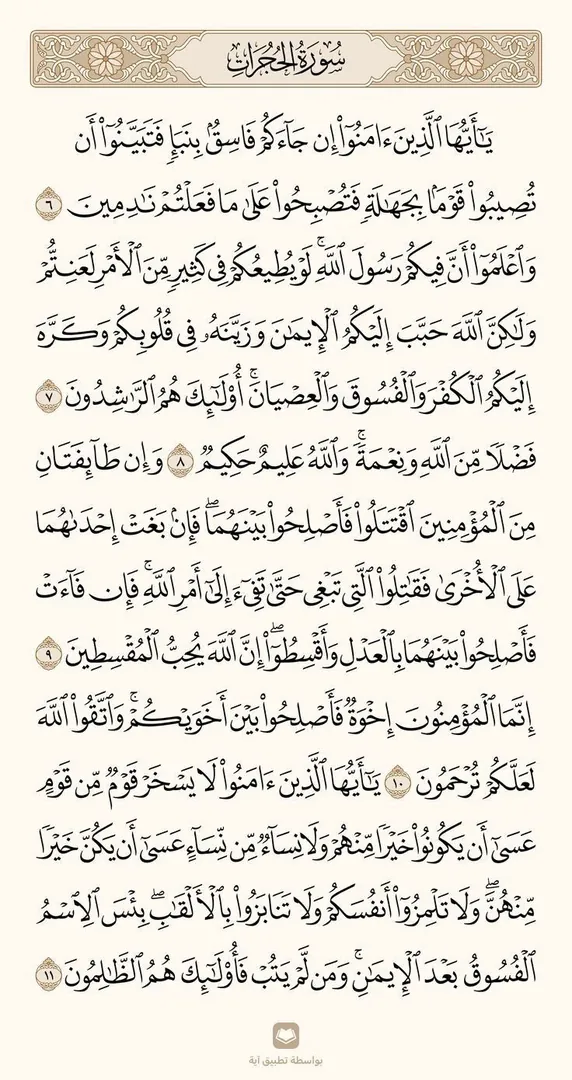 سُورَةُ الحُجُرَاتِ
يَـٰٓأَيُّهَا ٱلَّذِينَ ءَامَنُوٓا۟ إِن جَآءَكُمْ فَاسِقٌۢ بِنَبَإٍ فَتَبَيَّنُوٓا۟ أَن
تُصِيبُوا۟ قَوْمًۢا بِجَهَـٰلَةٍ فَتُصْبِحُوا۟ عَلَىٰ مَا فَعَلْتُمْ نَـٰدِمِينَ ٦
وَٱعْلَمُوٓا۟ أَنَّ فِيكُمْ رَسُولَ ٱللَّهِ ۚ لَوْ يُطِيعُكُمْ فِى كَثِيرٍ مِّنَ ٱلْأَمْرِ لَعَنِتُّمْ
وَلَـٰكِنَّ ٱللَّهَ حَبَّبَ إِلَيْكُمُ ٱلْإِيمَـٰنَ وَزَيَّنَهُۥ فِى قُلُوبِكُمْ وَكَرَّهَ
إِلَيْكُمُ ٱلْكُفْرَ وَٱلْفُسُوقَ وَٱلْعِصْيَانَ ۚ أُو۟لَـٰٓئِكَ هُمُ ٱلرَّٰشِدُونَ ٧
فَضْلًا مِّنَ ٱللَّهِ وَنِعْمَةً ۚ وَٱللَّهُ عَلِيمٌ حَكِيمٌ ٨ وَإِن طَآئِفَتَانِ
مِنَ ٱلْمُؤْمِنِينَ ٱقْتَتَلُوا۟ فَأَصْلِحُوا۟ بَيْنَهُمَا ۖ فَإِنۢ بَغَتْ إِحْدَىٰهُمَا
عَلَى ٱلْأُخْرَىٰ فَقَـٰتِلُوا۟ ٱلَّتِى تَبْغِى حَتَّىٰ تَفِىٓءَ إِلَىٰٓ أَمْرِ ٱللَّهِ ۚ فَإِن فَآءَتْ
فَأَصْلِحُوا۟ بَيْنَهُمَا بِٱلْعَدْلِ وَأَقْسِطُوٓا۟ ۖ إِنَّ ٱللَّهَ يُحِبُّ ٱلْمُقْسِطِينَ ٩
إِنَّمَا ٱلْمُؤْمِنُونَ إِخْوَةٌ فَأَصْلِحُوا۟ بَيْنَ أَخَوَيْكُمْ ۚ وَٱتَّقُوا۟ ٱللَّهَ
لَعَلَّكُمْ تُرْحَمُونَ ١٠ يَـٰٓأَيُّهَا ٱلَّذِينَ ءَامَنُوا۟ لَا يَسْخَرْ قَوْمٌ مِّن قَوْمٍ
عَسَىٰٓ أَن يَكُونُوا۟ خَيْرًا مِّنْهُمْ وَلَا نِسَآءٌ مِّن نِّسَآءٍ عَسَىٰٓ أَن يَكُنَّ خَيْرًا
مِّنْهُنَّ ۖ وَلَا تَلْمِزُوٓا۟ أَنفُسَكُمْ وَلَا تَنَابَزُوا۟ بِٱلْأَلْقَـٰبِ ۖ بِئْسَ ٱلِٱسْمُ
ٱلْفُسُوقُ بَعْدَ ٱلْإِيمَـٰنِ ۚ وَمَن لَّمْ يَتُبْ فَأُو۟لَـٰٓئِكَ هُمُ ٱلظَّـٰلِمُونَ ١١
بواسطة تطبيق آية